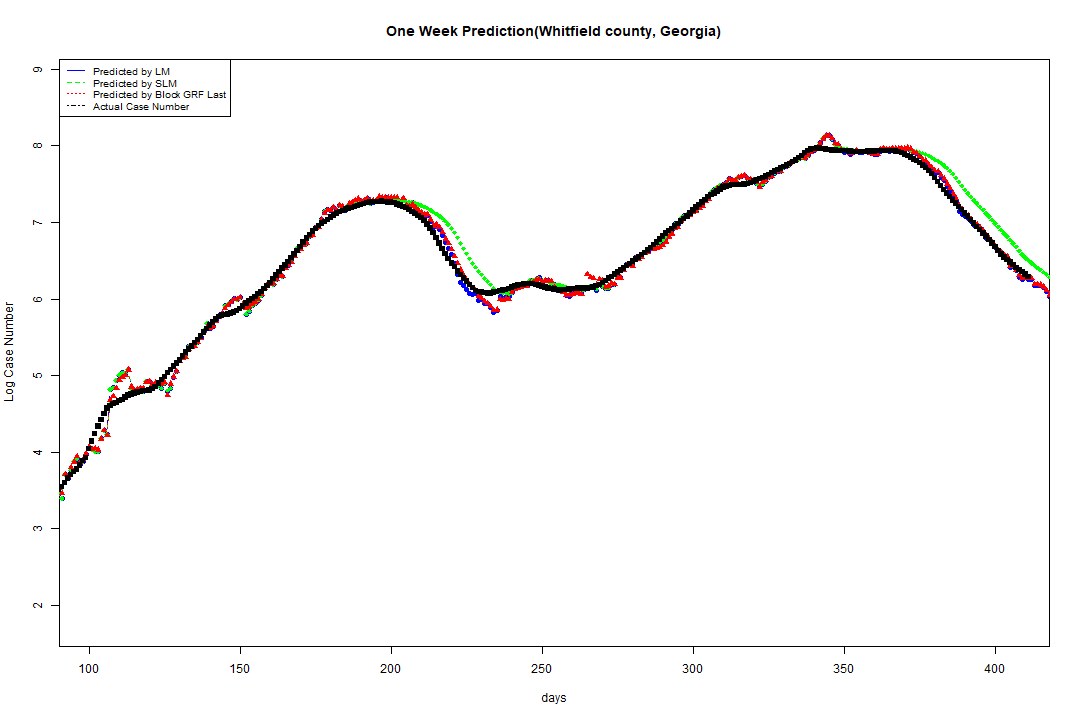 One Week Prediction(Whitfield county, Georgia)
Predicted by LM
Predicted by SLM
Predicted by Block GRF Last
Actual Case Number
9
8
7
6
5
4
3
2
Log Case Number
100 150 200 250 300 350 400
days